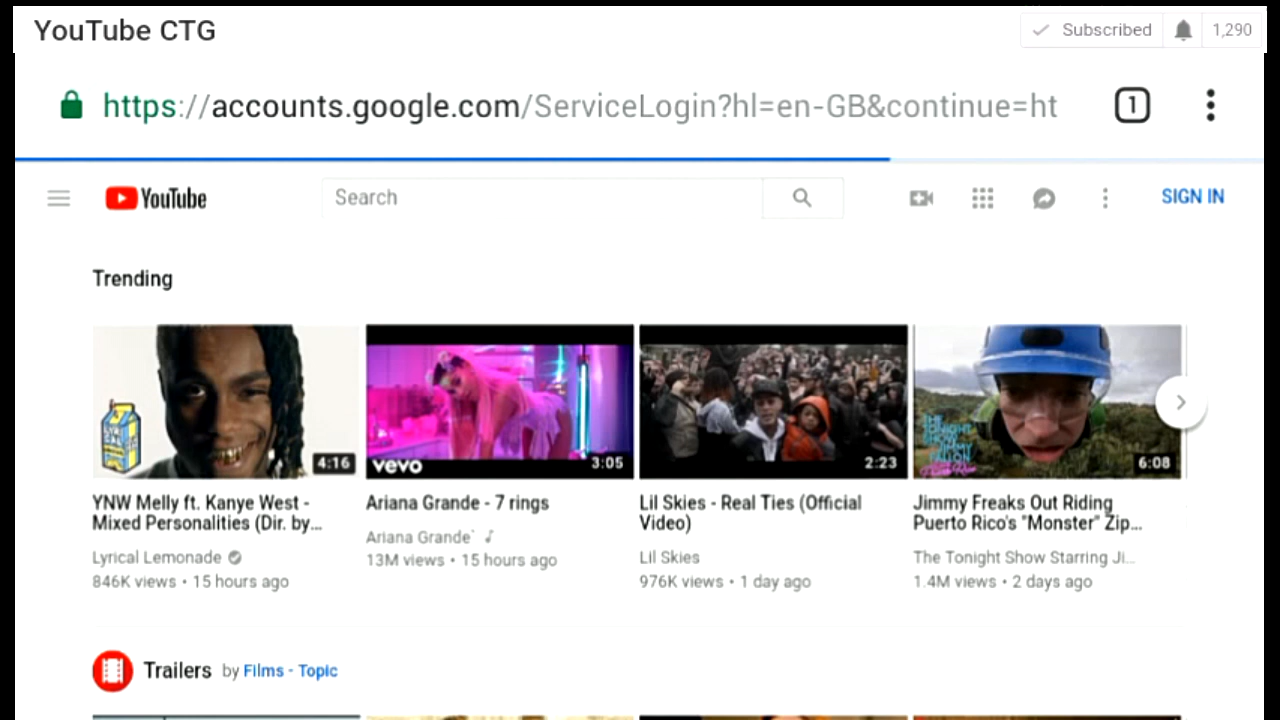 YouTube CTG
Subscribed
1,290
https://accounts.google.com/ServiceLogin?hl=en-GB&continue=ht
1
YouTube
Search
SIGN IN
Trending
4:16
vevo
3:05
2:23
6:08
YNW Melly ft. Kanye West -
Mixed Personalities (Dir. by...
Lyrical Lemonade
846K views • 15 hours ago
Ariana Grande - 7 rings
Ariana Grande
13M views • 15 hours ago
Lil Skies - Real Ties (Official
Video)
Lil Skies
976K views • 1 day ago
Jimmy Freaks Out Riding
Puerto Rico's "Monster" Zip...
The Tonight Show Starring Ji...
1.4M views • 2 days ago
Trailers by Films - Topic